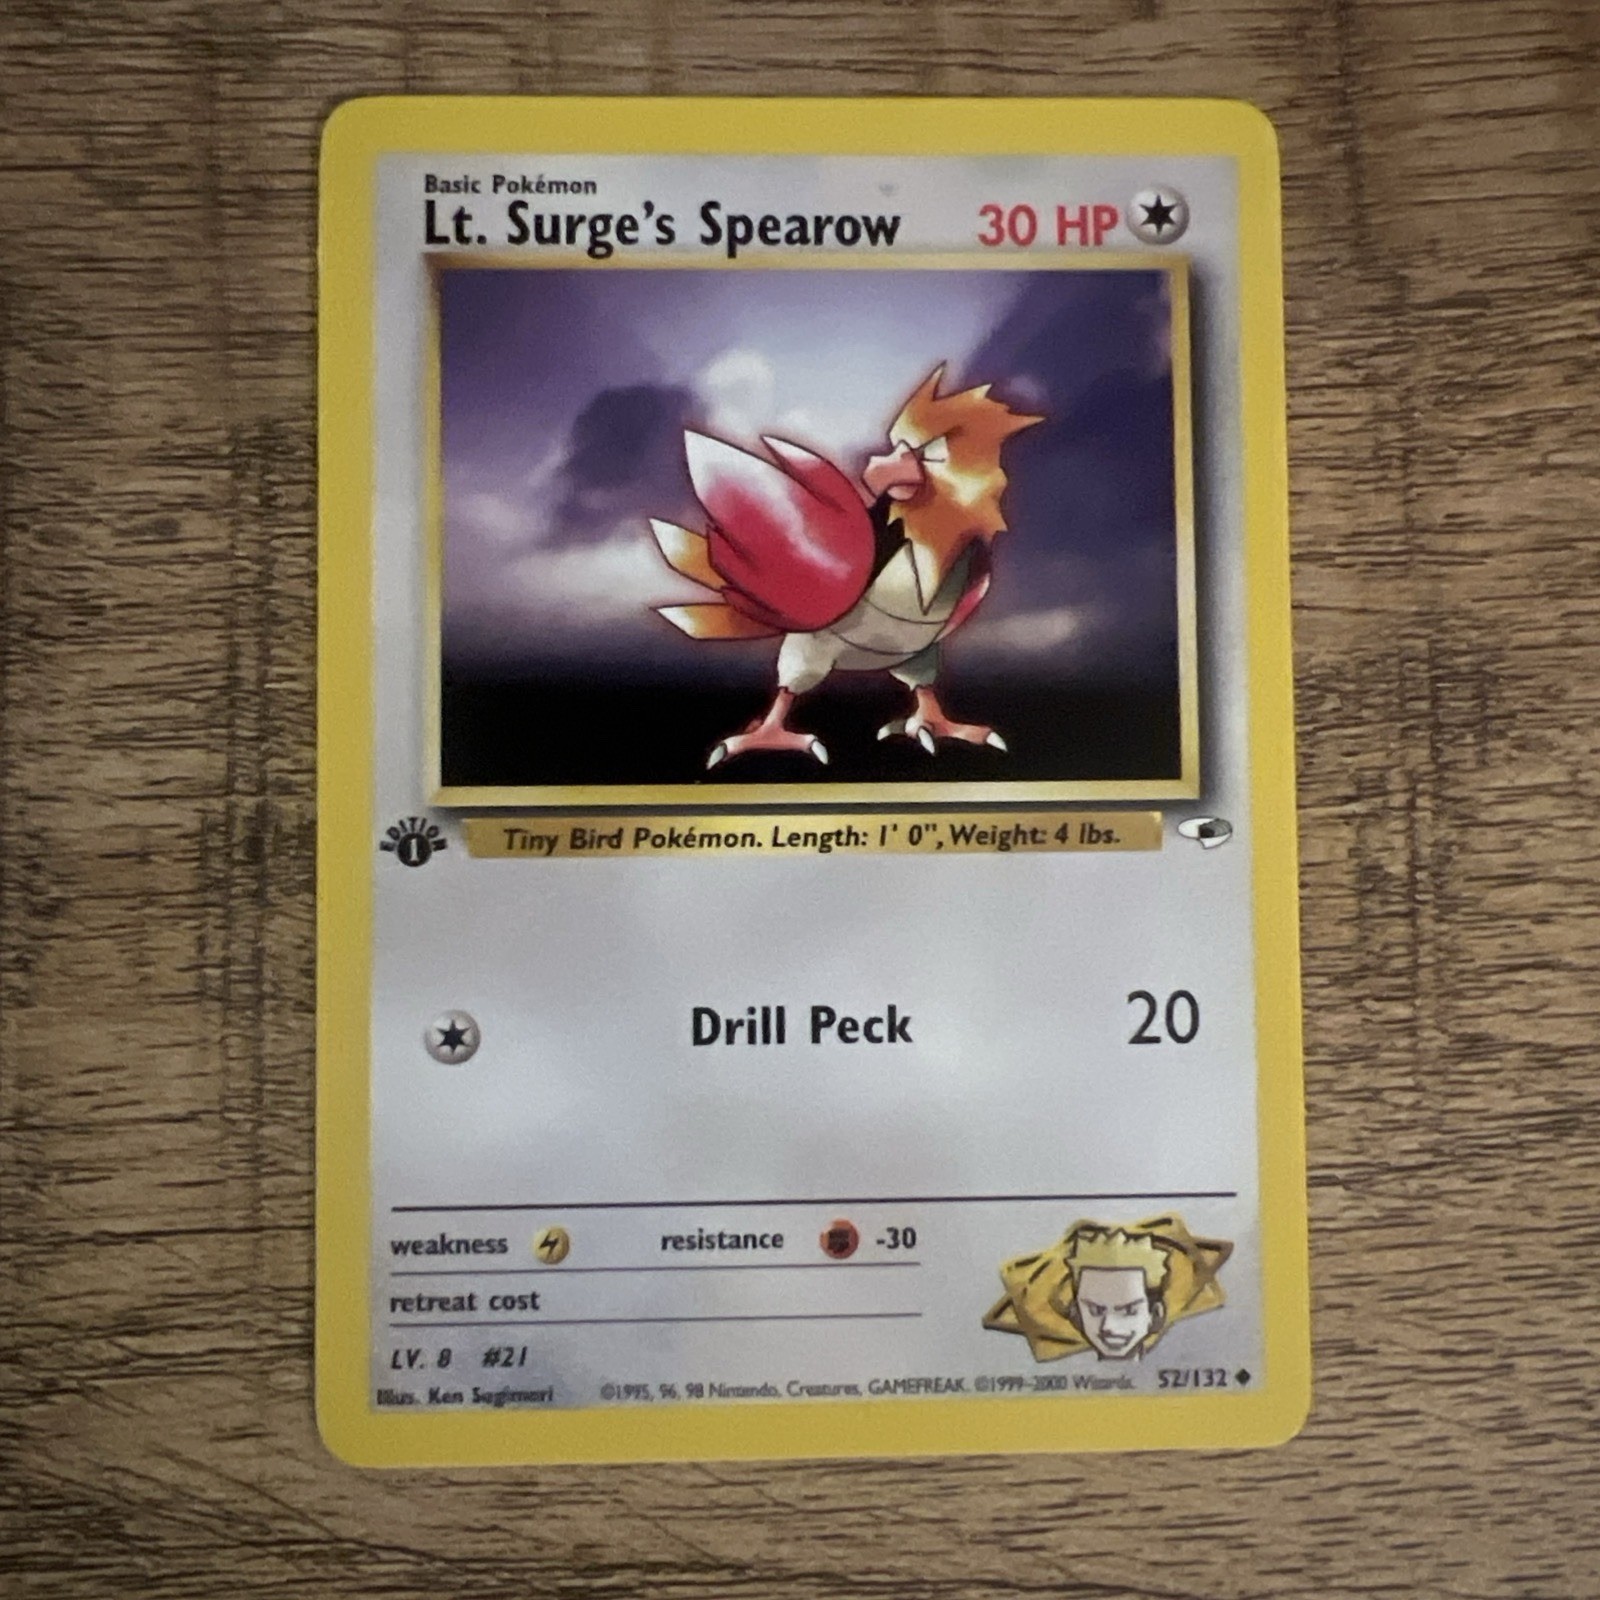 Basic Pokémon
Lt. Surge's Spearow 30 HP
EDITION
1
Tiny Bird Pokémon. Length: 1' 0", Weight: 4 lbs.
Drill Peck 20
weakness resistance -30
retreat cost
LV. 8 #21
Illus. Ken Sugimori ©1995, 96, 98 Nintendo, Creatures, GAMEFREAK. ©1999-2000 Wizards. 52/132